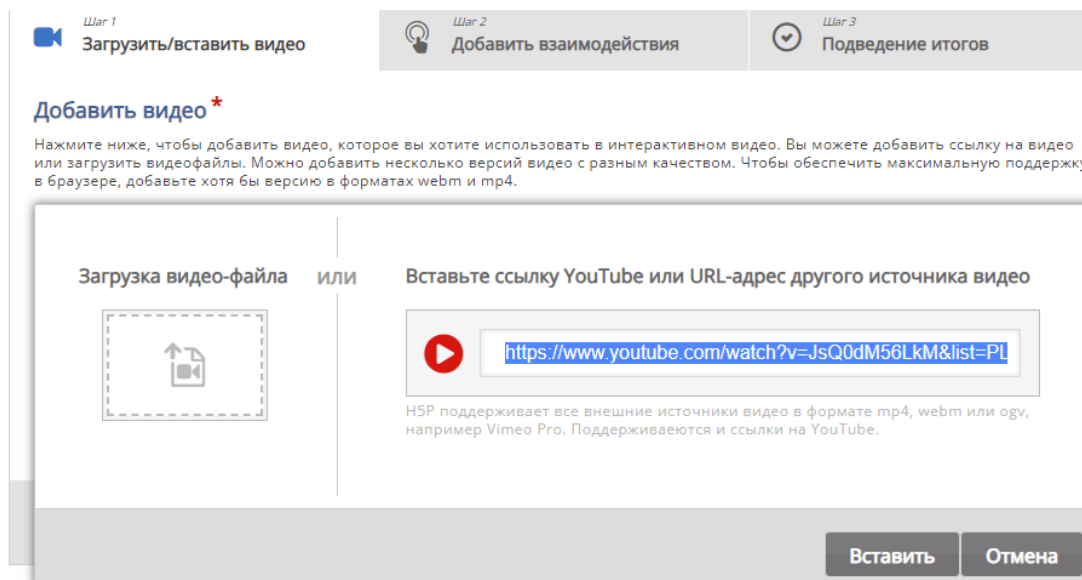 Шаг 1
Загрузить/вставить видео
Шаг 2
Добавить взаимодействия
Шаг 3
Подведение итогов
Добавить видео *
Нажмите ниже, чтобы добавить видео, которое вы хотите использовать в интерактивном видео. Вы можете добавить ссылку на видео
или загрузить видеофайлы. Можно добавить несколько версий видео с разным качеством. Чтобы обеспечить максимальную поддержку
в браузере, добавьте хотя бы версию в форматах webm и mp4.
Загрузка видео-файла
или
Вставьте ссылку YouTube или URL-адрес другого источника видео
https://www.youtube.com/watch?v=JsQ0dM56LkM&list=PL
H5P поддерживает все внешние источники видео в формате mp4, webm или ogv,
например Vimeo Pro. Поддерживаеются и ссылки на YouTube.
Вставить
Отмена